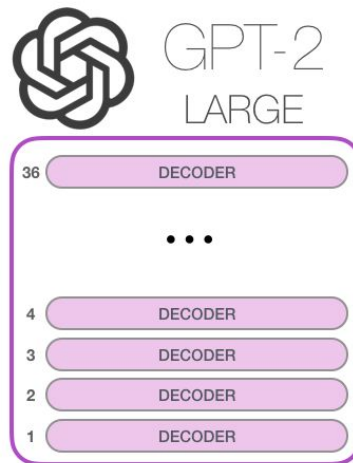 GPT-2
LARGE
36 DECODER
...
4 DECODER
3 DECODER
2 DECODER
1 DECODER